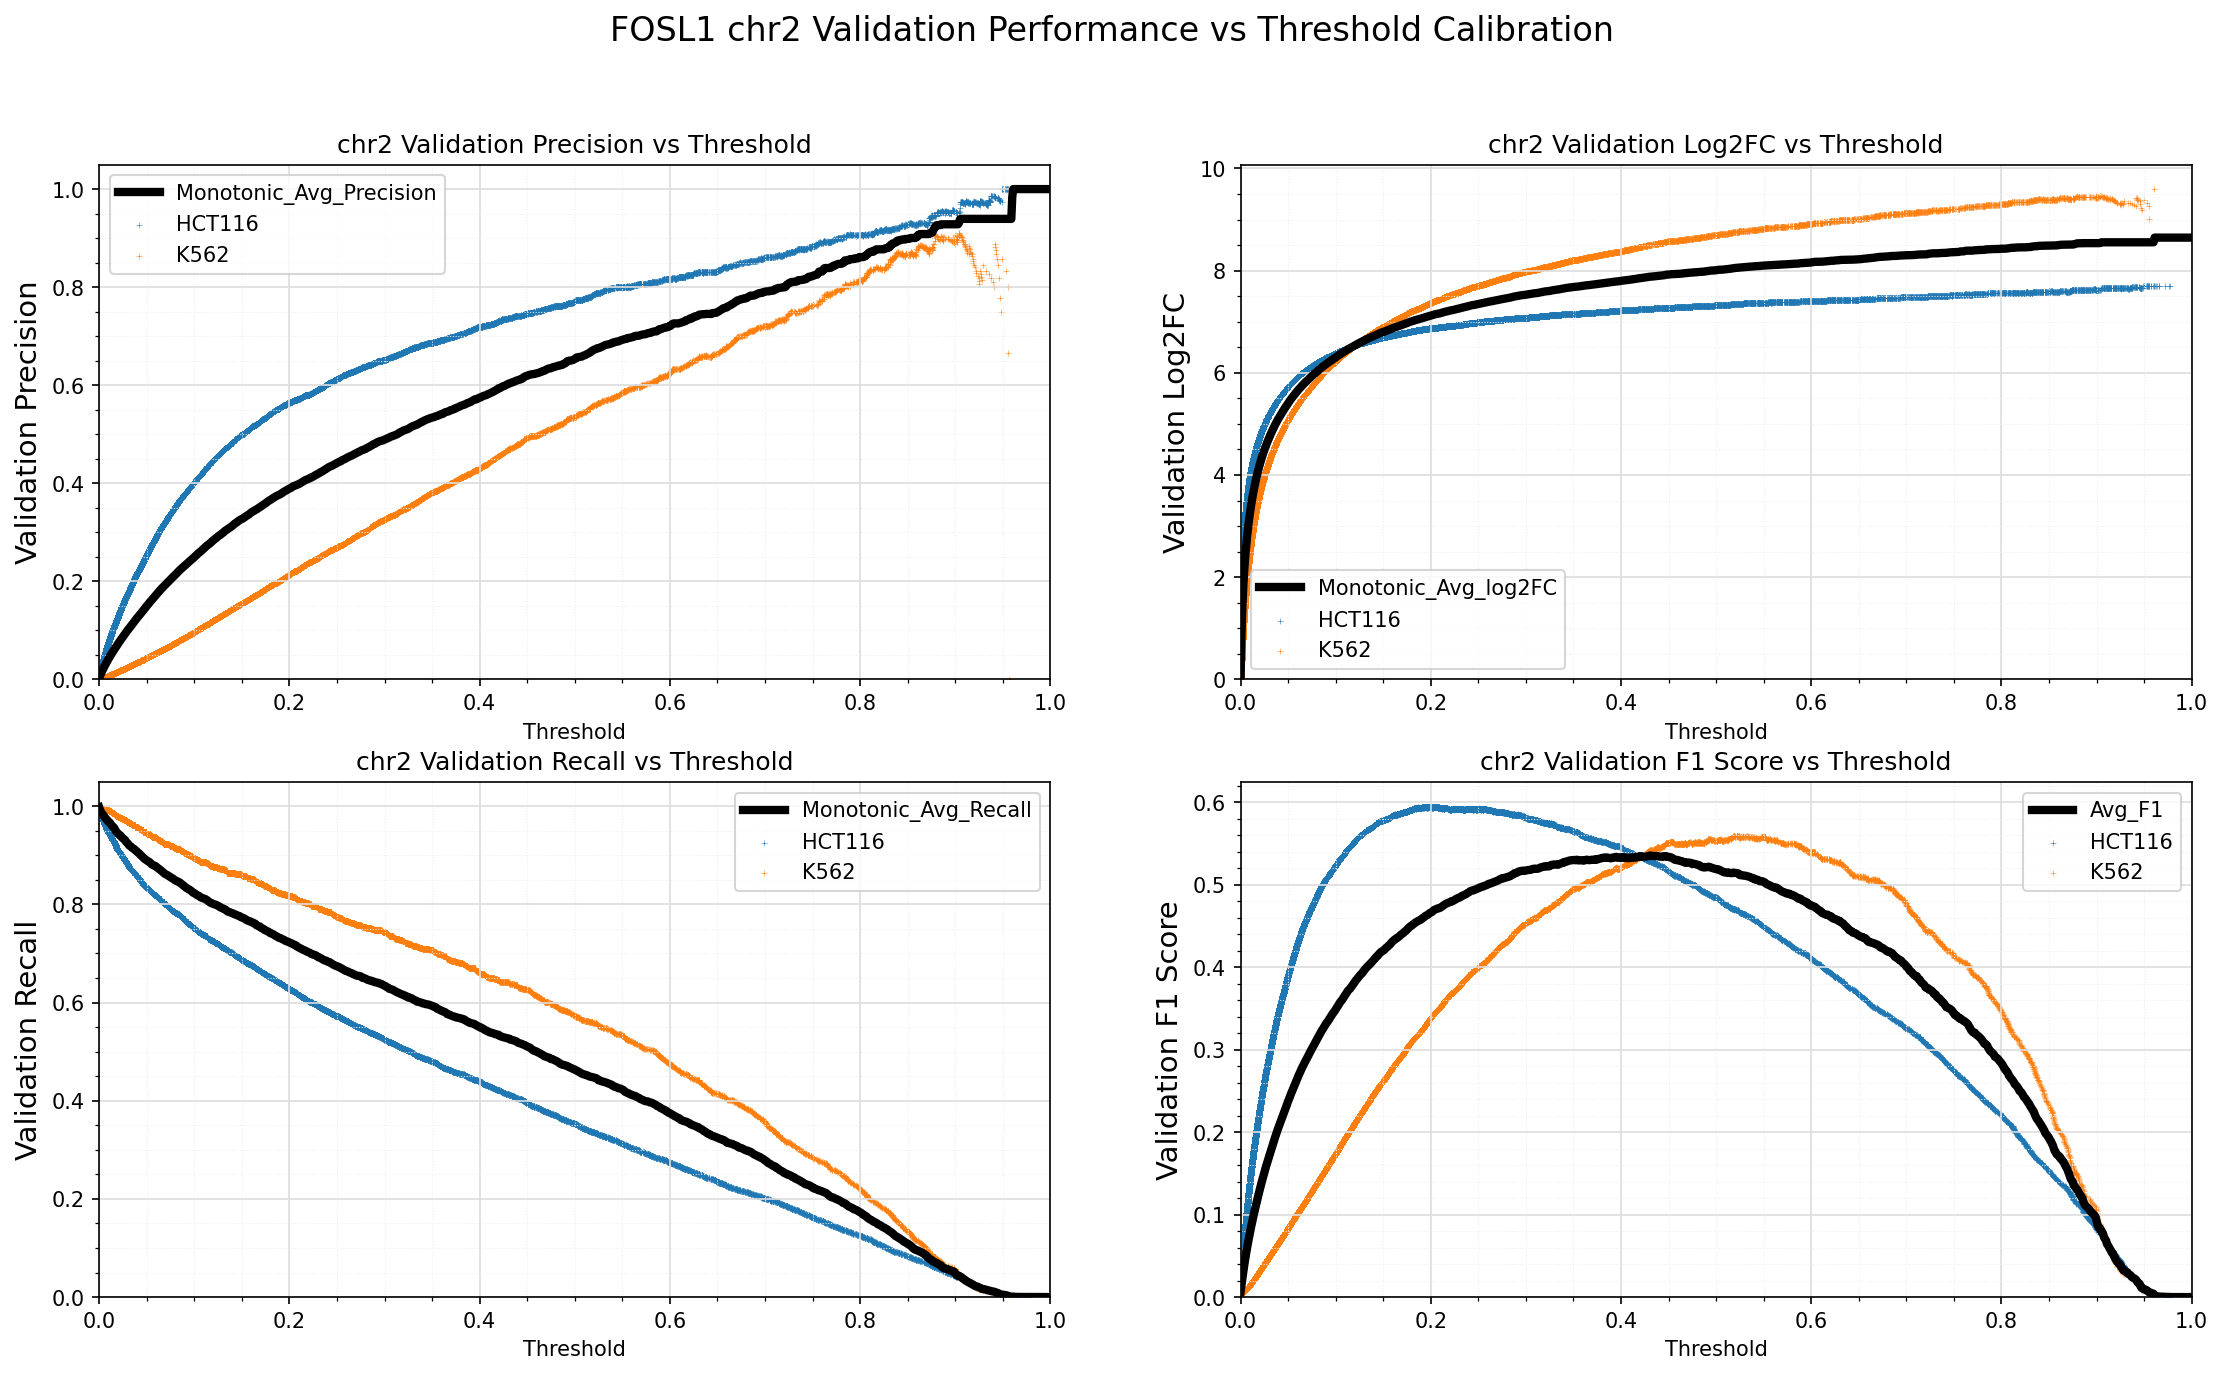 FOSL1 chr2 Validation Performance vs Threshold Calibration
chr2 Validation Precision vs Threshold
Validation Precision
1.0
0.8
0.6
0.4
0.2
0.0
Monotonic_Avg_Precision
HCT116
K562
0.0 0.2 0.4 0.6 0.8 1.0
Threshold
chr2 Validation Log2FC vs Threshold
Validation Log2FC
10
8
6
4
2
0
Monotonic_Avg_log2FC
HCT116
K562
0.0 0.2 0.4 0.6 0.8 1.0
Threshold
chr2 Validation Recall vs Threshold
Validation Recall
1.0
0.8
0.6
0.4
0.2
0.0
Monotonic_Avg_Recall
HCT116
K562
0.0 0.2 0.4 0.6 0.8 1.0
Threshold
chr2 Validation F1 Score vs Threshold
Validation F1 Score
0.6
0.5
0.4
0.3
0.2
0.1
0.0
Avg_F1
HCT116
K562
0.0 0.2 0.4 0.6 0.8 1.0
Threshold